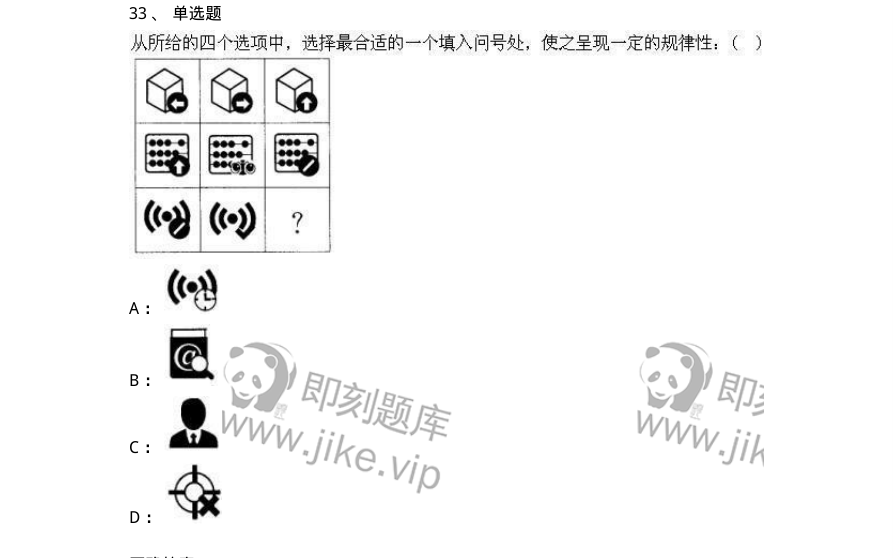 33 、 单选题
从所给的四个选项中，选择最合适的一个填入问号处，使之呈现一定的规律性：（ ）
?
A：
B：
C：
D：
即刻题库
www.jike.vip
即刻
www.jik